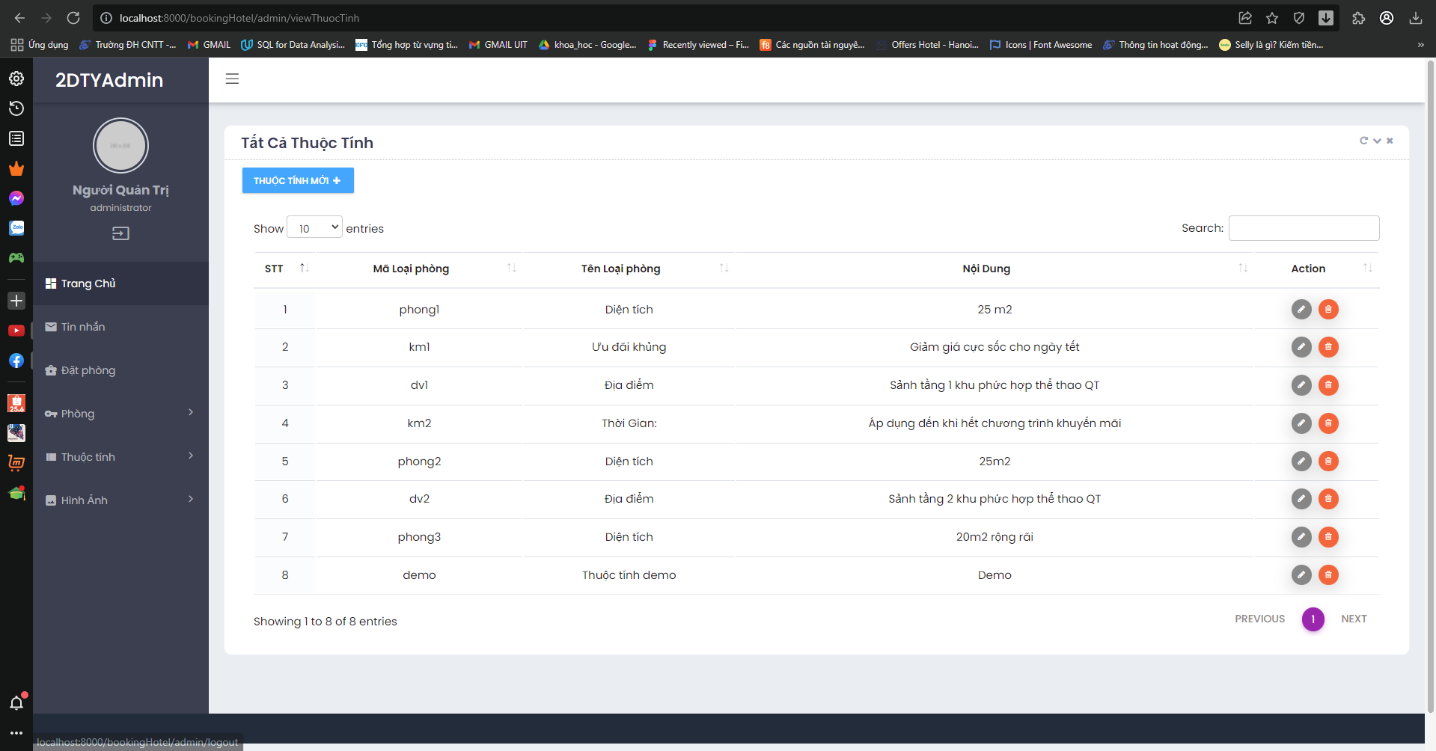 localhost:8000/bookingHotel/admin/viewThuocTinh
Ứng dụng Trường ĐH CNTT -... GMAIL SQL for Data Analysi... Tổng hợp từ vựng ti... GMAIL UIT khoa_hoc - Google... Recently viewed – Fi... Các nguồn tài nguyê... Offers Hotel - Hanoi... Icons | Font Awesome Thông tin hoạt động... Selly là gì? Kiếm tiền... »
2DTYAdmin
Người Quản Trị
administrator
Trang Chủ
Tin nhắn
Đặt phòng
Phòng
Thuộc tính
Hình Ảnh
Zalo
25.6
Tất Cả Thuộc Tính
THUỘC TÍNH MỚI +
Show 10 entries
Search:
STT Mã Loại phòng Tên Loại phòng Nội Dung Action
1 phong1 Diện tích 25 m2
2 km1 Ưu đãi khủng Giảm giá cực sốc cho ngày tết
3 dv1 Địa điểm Sảnh tầng 1 khu phức hợp thể thao QT
4 km2 Thời Gian: Áp dụng đến khi hết chương trình khuyến mãi
5 phong2 Diện tích 25m2
6 dv2 Địa điểm Sảnh tầng 2 khu phức hợp thể thao QT
7 phong3 Diện tích 20m2 rộng rãi
8 demo Thuộc tính demo Demo
Showing 1 to 8 of 8 entries
PREVIOUS 1 NEXT
localhost:8000/bookingHotel/admin/logout